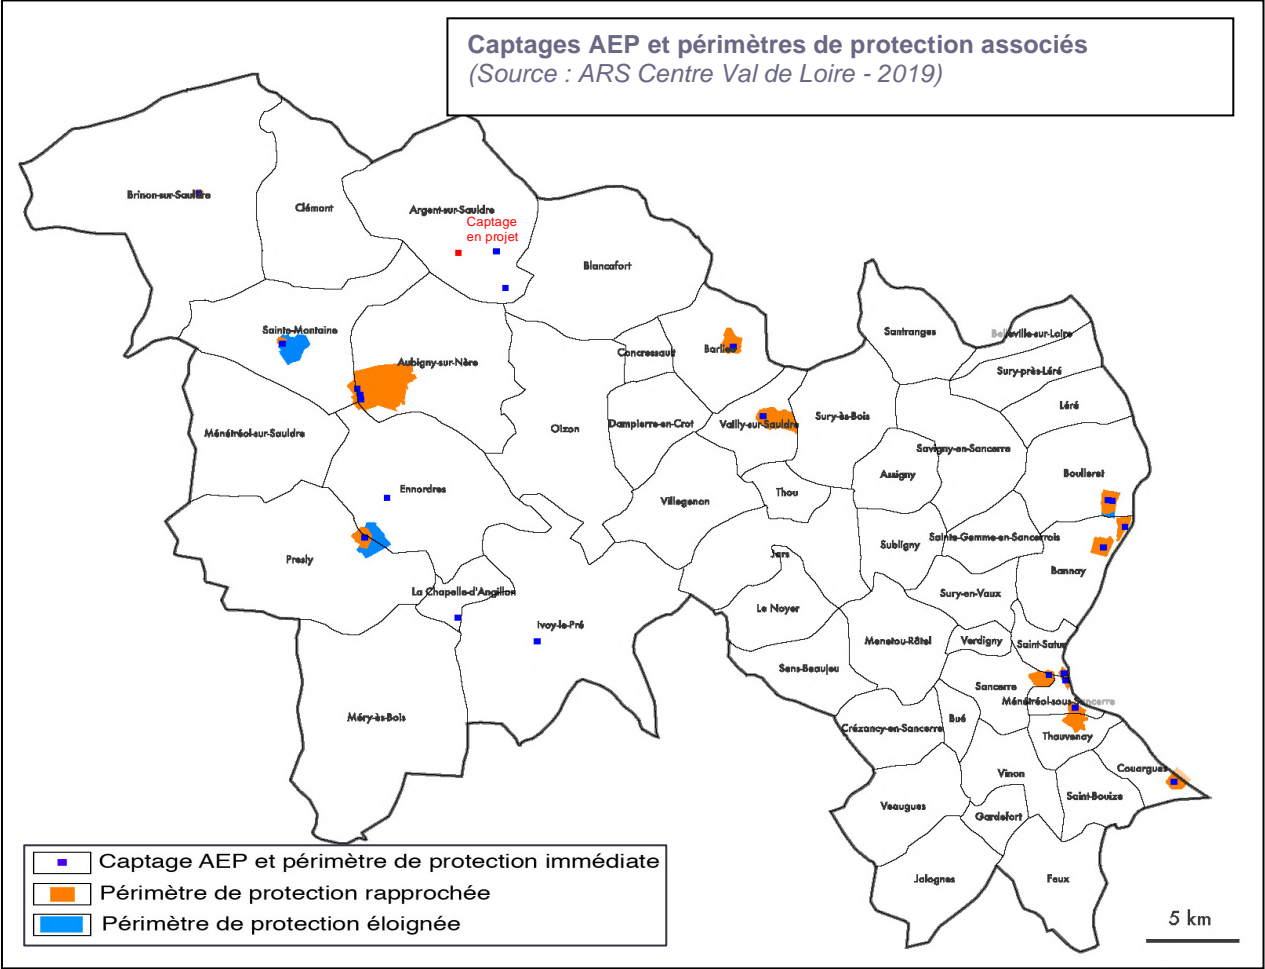 Captages AEP et périmètres de protection associés
(Source : ARS Centre Val de Loire - 2019)
Brinon-sur-Sauldre
Clémont
Argent-sur-Sauldre
Captage
en projet
Blancafort
Sainte-Montaine
Aubigny-sur-Nère
Concressault
Barlieu
Santranges
Belleville-sur-Loire
Sury-près-Léré
Léré
Ménétréol-sur-Sauldre
Oizon
Dampierre-en-Crot
Vailly-sur-Sauldre
Sury-ès-Bois
Savigny-en-Sancerre
Assigny
Boulleret
Ennordres
Villegenon
Thou
Presly
Jars
Subligny
Sainte-Gemme-en-Sancerrois
Bannay
La Chapelle-d'Angillon
Ivoy-le-Pré
Le Noyer
Sury-en-Vaux
Menetou-Râtel
Verdigny
Saint-Satur
Sens-Beaujeu
Sancerre
Ménétréol-sous-Sancerre
Méry-ès-Bois
Crézancy-en-Sancerre
Bué
Thauvenay
Vinon
Couargues
Veaugues
Saint-Bouize
Gardefort
Jalognes
Feux
Captage AEP et périmètre de protection immédiate
Périmètre de protection rapprochée
Périmètre de protection éloignée
5 km